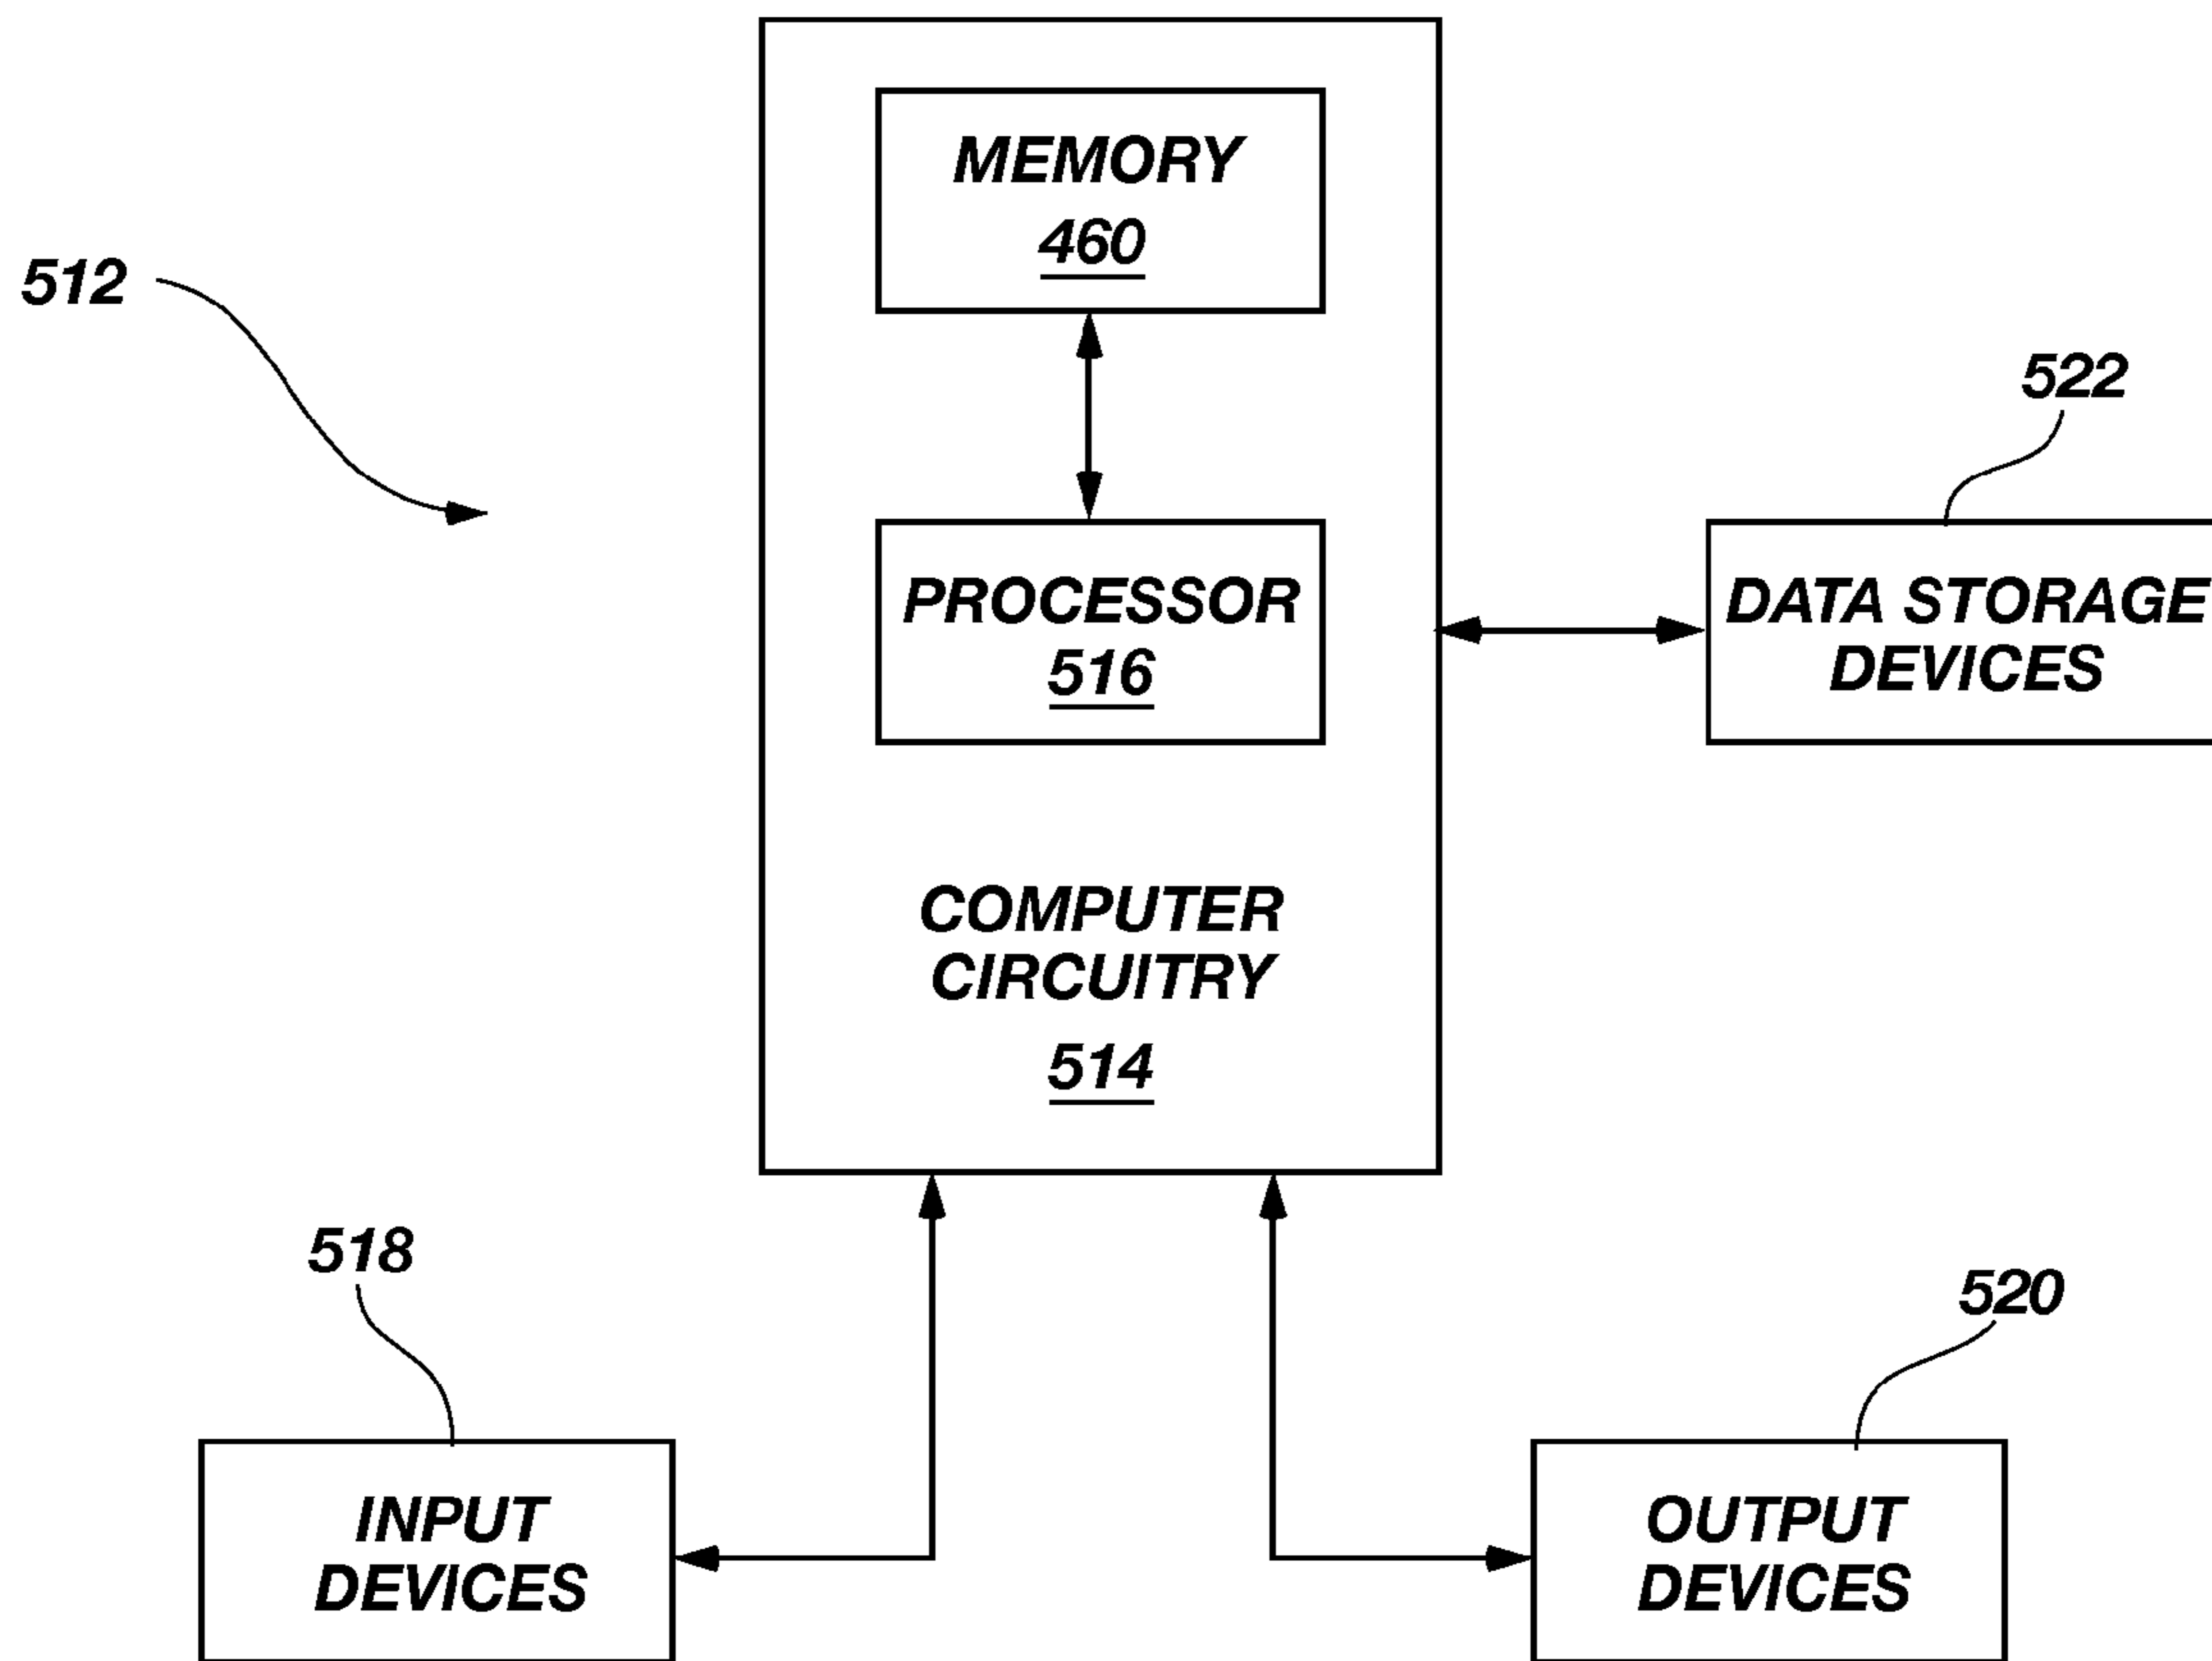 MEMORY
460
512
522
PROCESSOR
516
DATA STORAGE
DEVICES
COMPUTER
CIRCUITRY
514
518
520
INPUT
DEVICES
OUTPUT
DEVICES